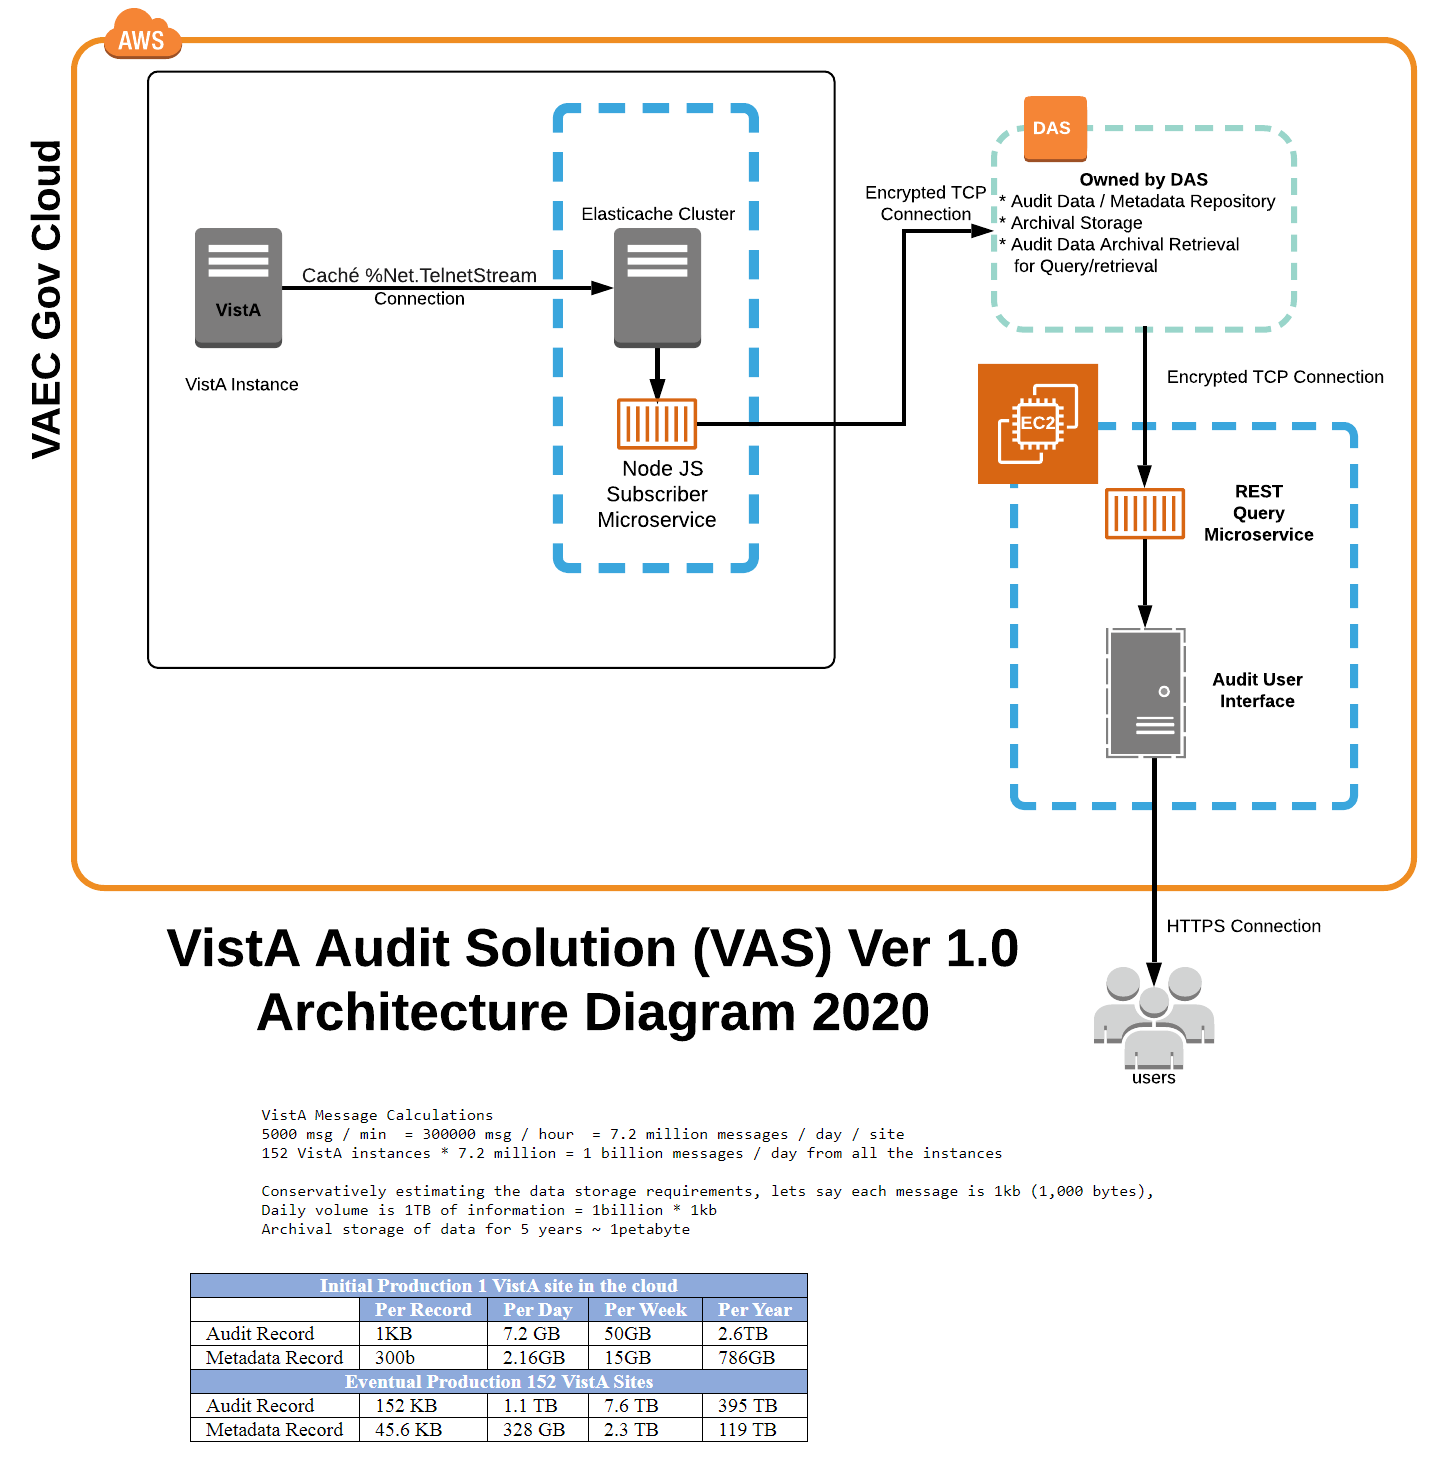 AWS
VAEC Gov Cloud
DAS
Owned by DAS
* Audit Data / Metadata Repository
* Archival Storage
* Audit Data Archival Retrieval
for Query/retrieval
Encrypted TCP
Connection
Elasticache Cluster
Caché %Net.TelnetStream
Connection
VistA
VistA Instance
Node JS
Subscriber
Microservice
Encrypted TCP Connection
EC2
REST
Query
Microservice
Audit User
Interface
HTTPS Connection
users
VistA Audit Solution (VAS) Ver 1.0
Architecture Diagram 2020
VistA Message Calculations
5000 msg / min  = 300000 msg / hour  = 7.2 million messages / day / site
152 VistA instances * 7.2 million = 1 billion messages / day from all the instances
Conservatively estimating the data storage requirements, lets say each message is 1kb (1,000 bytes),
Daily volume is 1TB of information = 1billion * 1kb
Archival storage of data for 5 years ~ 1petabyte
Initial Production 1 VistA site in the cloud
Per Record Per Day Per Week Per Year
Audit Record 1KB 7.2 GB 50GB 2.6TB
Metadata Record 300b 2.16GB 15GB 786GB
Eventual Production 152 VistA Sites
Audit Record 152 KB 1.1 TB 7.6 TB 395 TB
Metadata Record 45.6 KB 328 GB 2.3 TB 119 TB